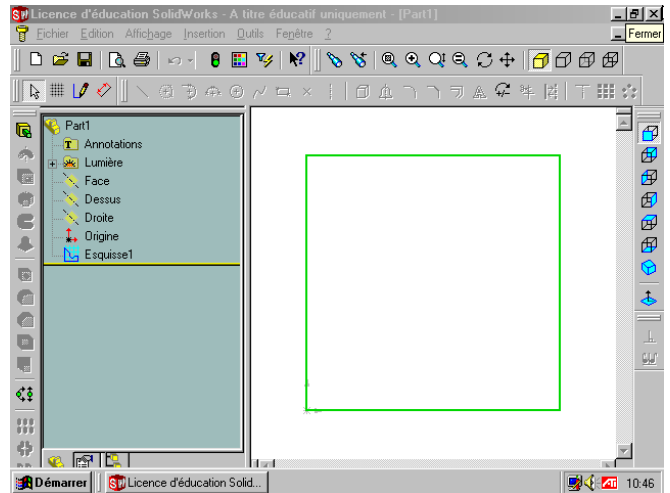 Licence d'éducation SolidWorks - A titre éducatif uniquement - [Part1]
Fichier Edition Affichage Insertion Outils Fenêtre ?
Fermer
Part1
Annotations
Lumière
Face
Dessus
Droite
Origine
Esquisse1
Démarrer
Licence d'éducation Solid...
10:46